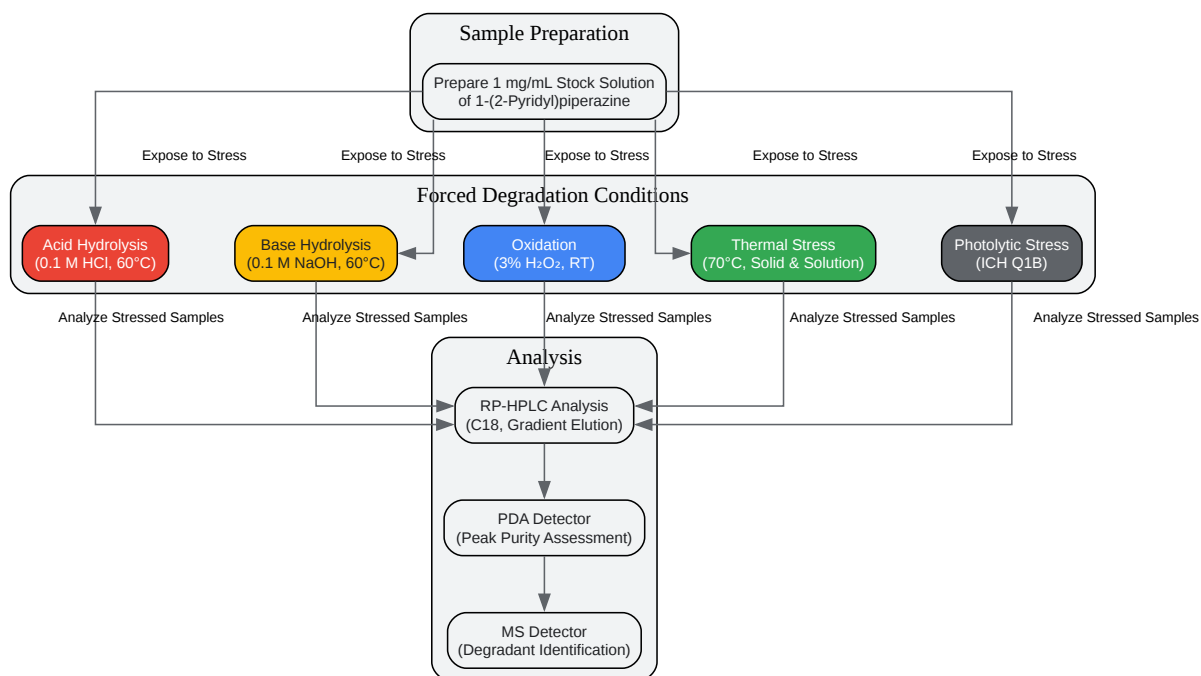 Sample Preparation
Prepare 1 mg/mL Stock Solution
of 1-(2-Pyridyl)piperazine
Expose to Stress
Expose to Stress
Expose to Stress
Expose to Stress
Expose to Stress
Forced Degradation Conditions
Acid Hydrolysis
(0.1 M HCl, 60°C)
Base Hydrolysis
(0.1 M NaOH, 60°C)
Oxidation
(3% H₂O₂, RT)
Thermal Stress
(70°C, Solid & Solution)
Photolytic Stress
(ICH Q1B)
Analyze Stressed Samples
Analyze Stressed Samples
Analyze Stressed Samples
Analyze Stressed Samples
Analyze Stressed Samples
Analysis
RP-HPLC Analysis
(C18, Gradient Elution)
PDA Detector
(Peak Purity Assessment)
MS Detector
(Degradant Identification)